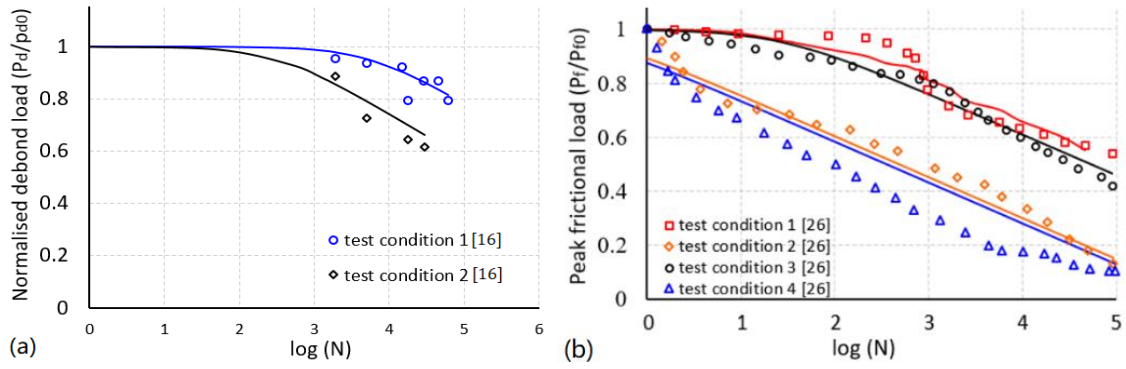 Normalised debond load (Pd/pd0)
1
0.8
0.6
0.4
0.2
0
0 1 2 3 4 5 6
log (N)
test condition 1 [16]
test condition 2 [16]
(a)
Peak frictional load (Pf/Pf0)
1
0.8
0.6
0.4
0.2
0
0 1 2 3 4 5
log (N)
test condition 1 [26]
test condition 2 [26]
test condition 3 [26]
test condition 4 [26]
(b)